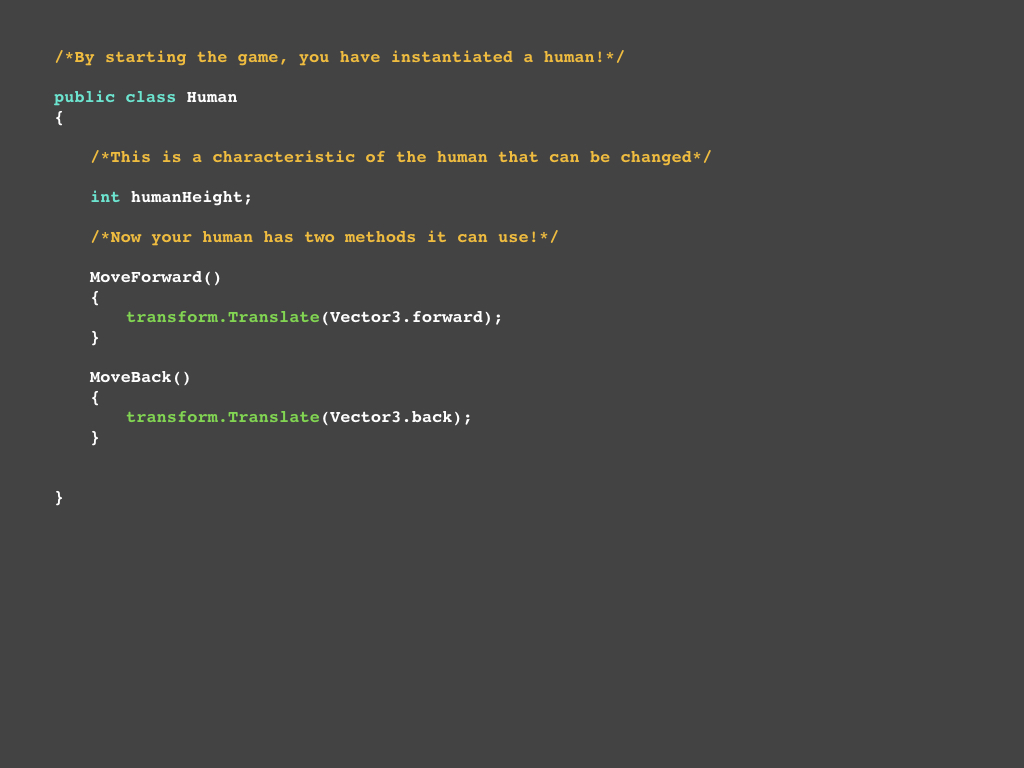 /*By starting the game, you have instantiated a human!*/
public class Human
{
/*This is a characteristic of the human that can be changed*/
int humanHeight;
/*Now your human has two methods it can use!*/
MoveForward()
{
transform.Translate(Vector3.forward);
}
MoveBack()
{
transform.Translate(Vector3.back);
}
}